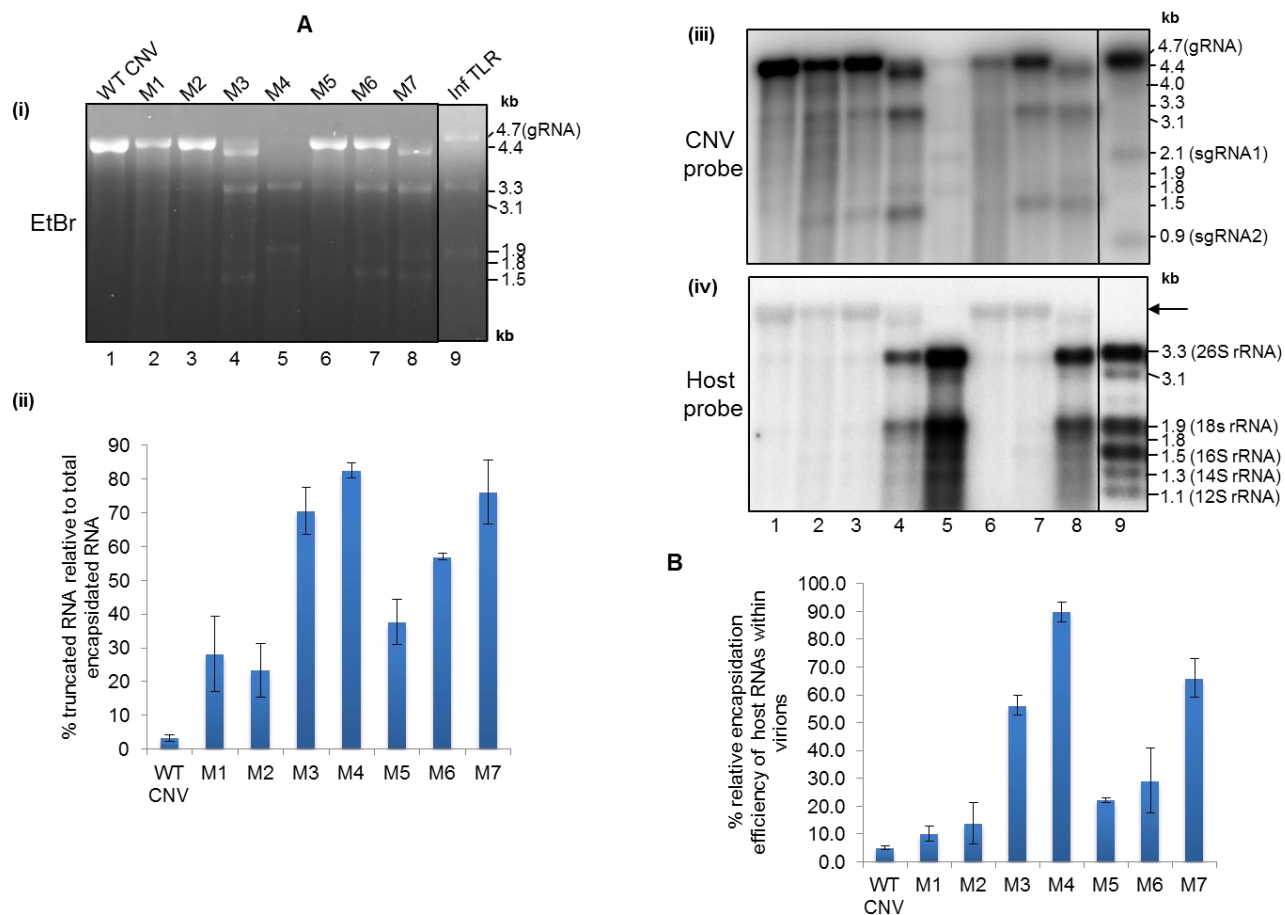 A
(i)
WT CNV M1 M2 M3 M4 M5 M6 M7 Inf TLR
kb
4.7(gRNA)
4.4
3.3
3.1
1.9
1.8
1.5
kb
EtBr
1 2 3 4 5 6 7 8 9
(ii)
% truncated RNA relative to total
encapsidated RNA
90
80
70
60
50
40
30
20
10
0
WT CNV M1 M2 M3 M4 M5 M6 M7
(iii)
kb
4.7(gRNA)
4.4
4.0
3.3
3.1
2.1 (sgRNA1)
1.9
1.8
1.5
0.9 (sgRNA2)
CNV
probe
(iv)
kb
3.3 (26S rRNA)
3.1
1.9 (18s rRNA)
1.8
1.5 (16S rRNA)
1.3 (14S rRNA)
1.1 (12S rRNA)
Host
probe
1 2 3 4 5 6 7 8 9
B
% relative encapsidation
efficiency of host RNAs within
virions
100.0
90.0
80.0
70.0
60.0
50.0
40.0
30.0
20.0
10.0
0.0
WT CNV M1 M2 M3 M4 M5 M6 M7